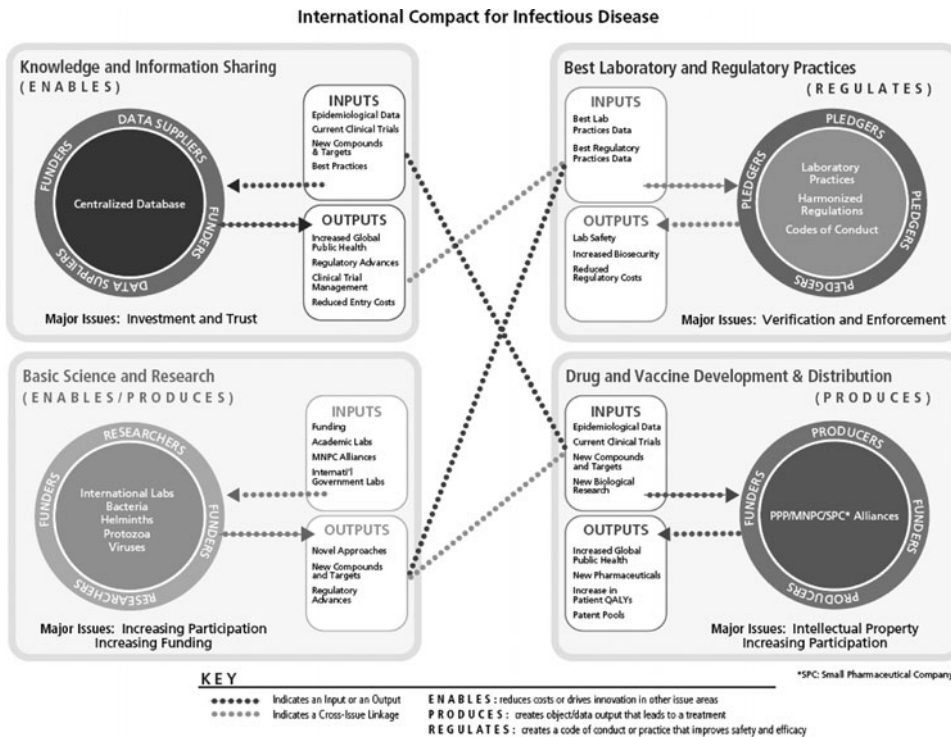 International Compact for Infectious Disease
Knowledge and Information Sharing
(ENABLES)
DATA SUPPLIERS
FUNDERS
FUNDERS
DATA SUPPLIERS
Centralized Database
INPUTS
Epidemiological Data
Current Clinical Trials
New Compounds
& Targets
Best Practices
OUTPUTS
Increased Global
Public Health
Regulatory Advances
Clinical Trial
Management
Reduced Entry Costs
Major Issues: Investment and Trust
Best Laboratory and Regulatory Practices
(REGULATES)
INPUTS
Best Lab
Practices Data
Best Regulatory
Practices Data
OUTPUTS
Lab Safety
Increased Biosecurity
Reduced
Regulatory Costs
PLEDGERS
PLEDGERS
PLEDGERS
PLEDGERS
Laboratory
Practices
Harmonized
Regulations
Codes of Conduct
Major Issues: Verification and Enforcement
Basic Science and Research
(ENABLES/PRODUCES)
RESEARCHERS
FUNDERS
FUNDERS
RESEARCHERS
International Labs
Bacteria
Helminths
Protozoa
Viruses
INPUTS
Funding
Academic Labs
MNPC Alliances
Internati'l
Government Labs
OUTPUTS
Novel Approaches
New Compounds
and Targets
Regulatory
Advances
Major Issues: Increasing Participation
Increasing Funding
Drug and Vaccine Development & Distribution
(PRODUCES)
INPUTS
Epidemiological Data
Current Clinical Trials
New Compounds
and Targets
New Biological
Research
OUTPUTS
Increased Global
Public Health
New Pharmaceuticals
Increase in
Patient QALYs
Patent Pools
PRODUCERS
FUNDERS
FUNDERS
PRODUCERS
PPP/MNPC/SPC* Alliances
Major Issues: Intellectual Property
Increasing Participation
*SPC: Small Pharmaceutical Company
KEY
Indicates an Input or an Output
Indicates a Cross-Issue Linkage
ENABLES: reduces costs or drives innovation in other issue areas
PRODUCES: creates object/data output that leads to a treatment
REGULATES: creates a code of conduct or practice that improves safety and efficacy